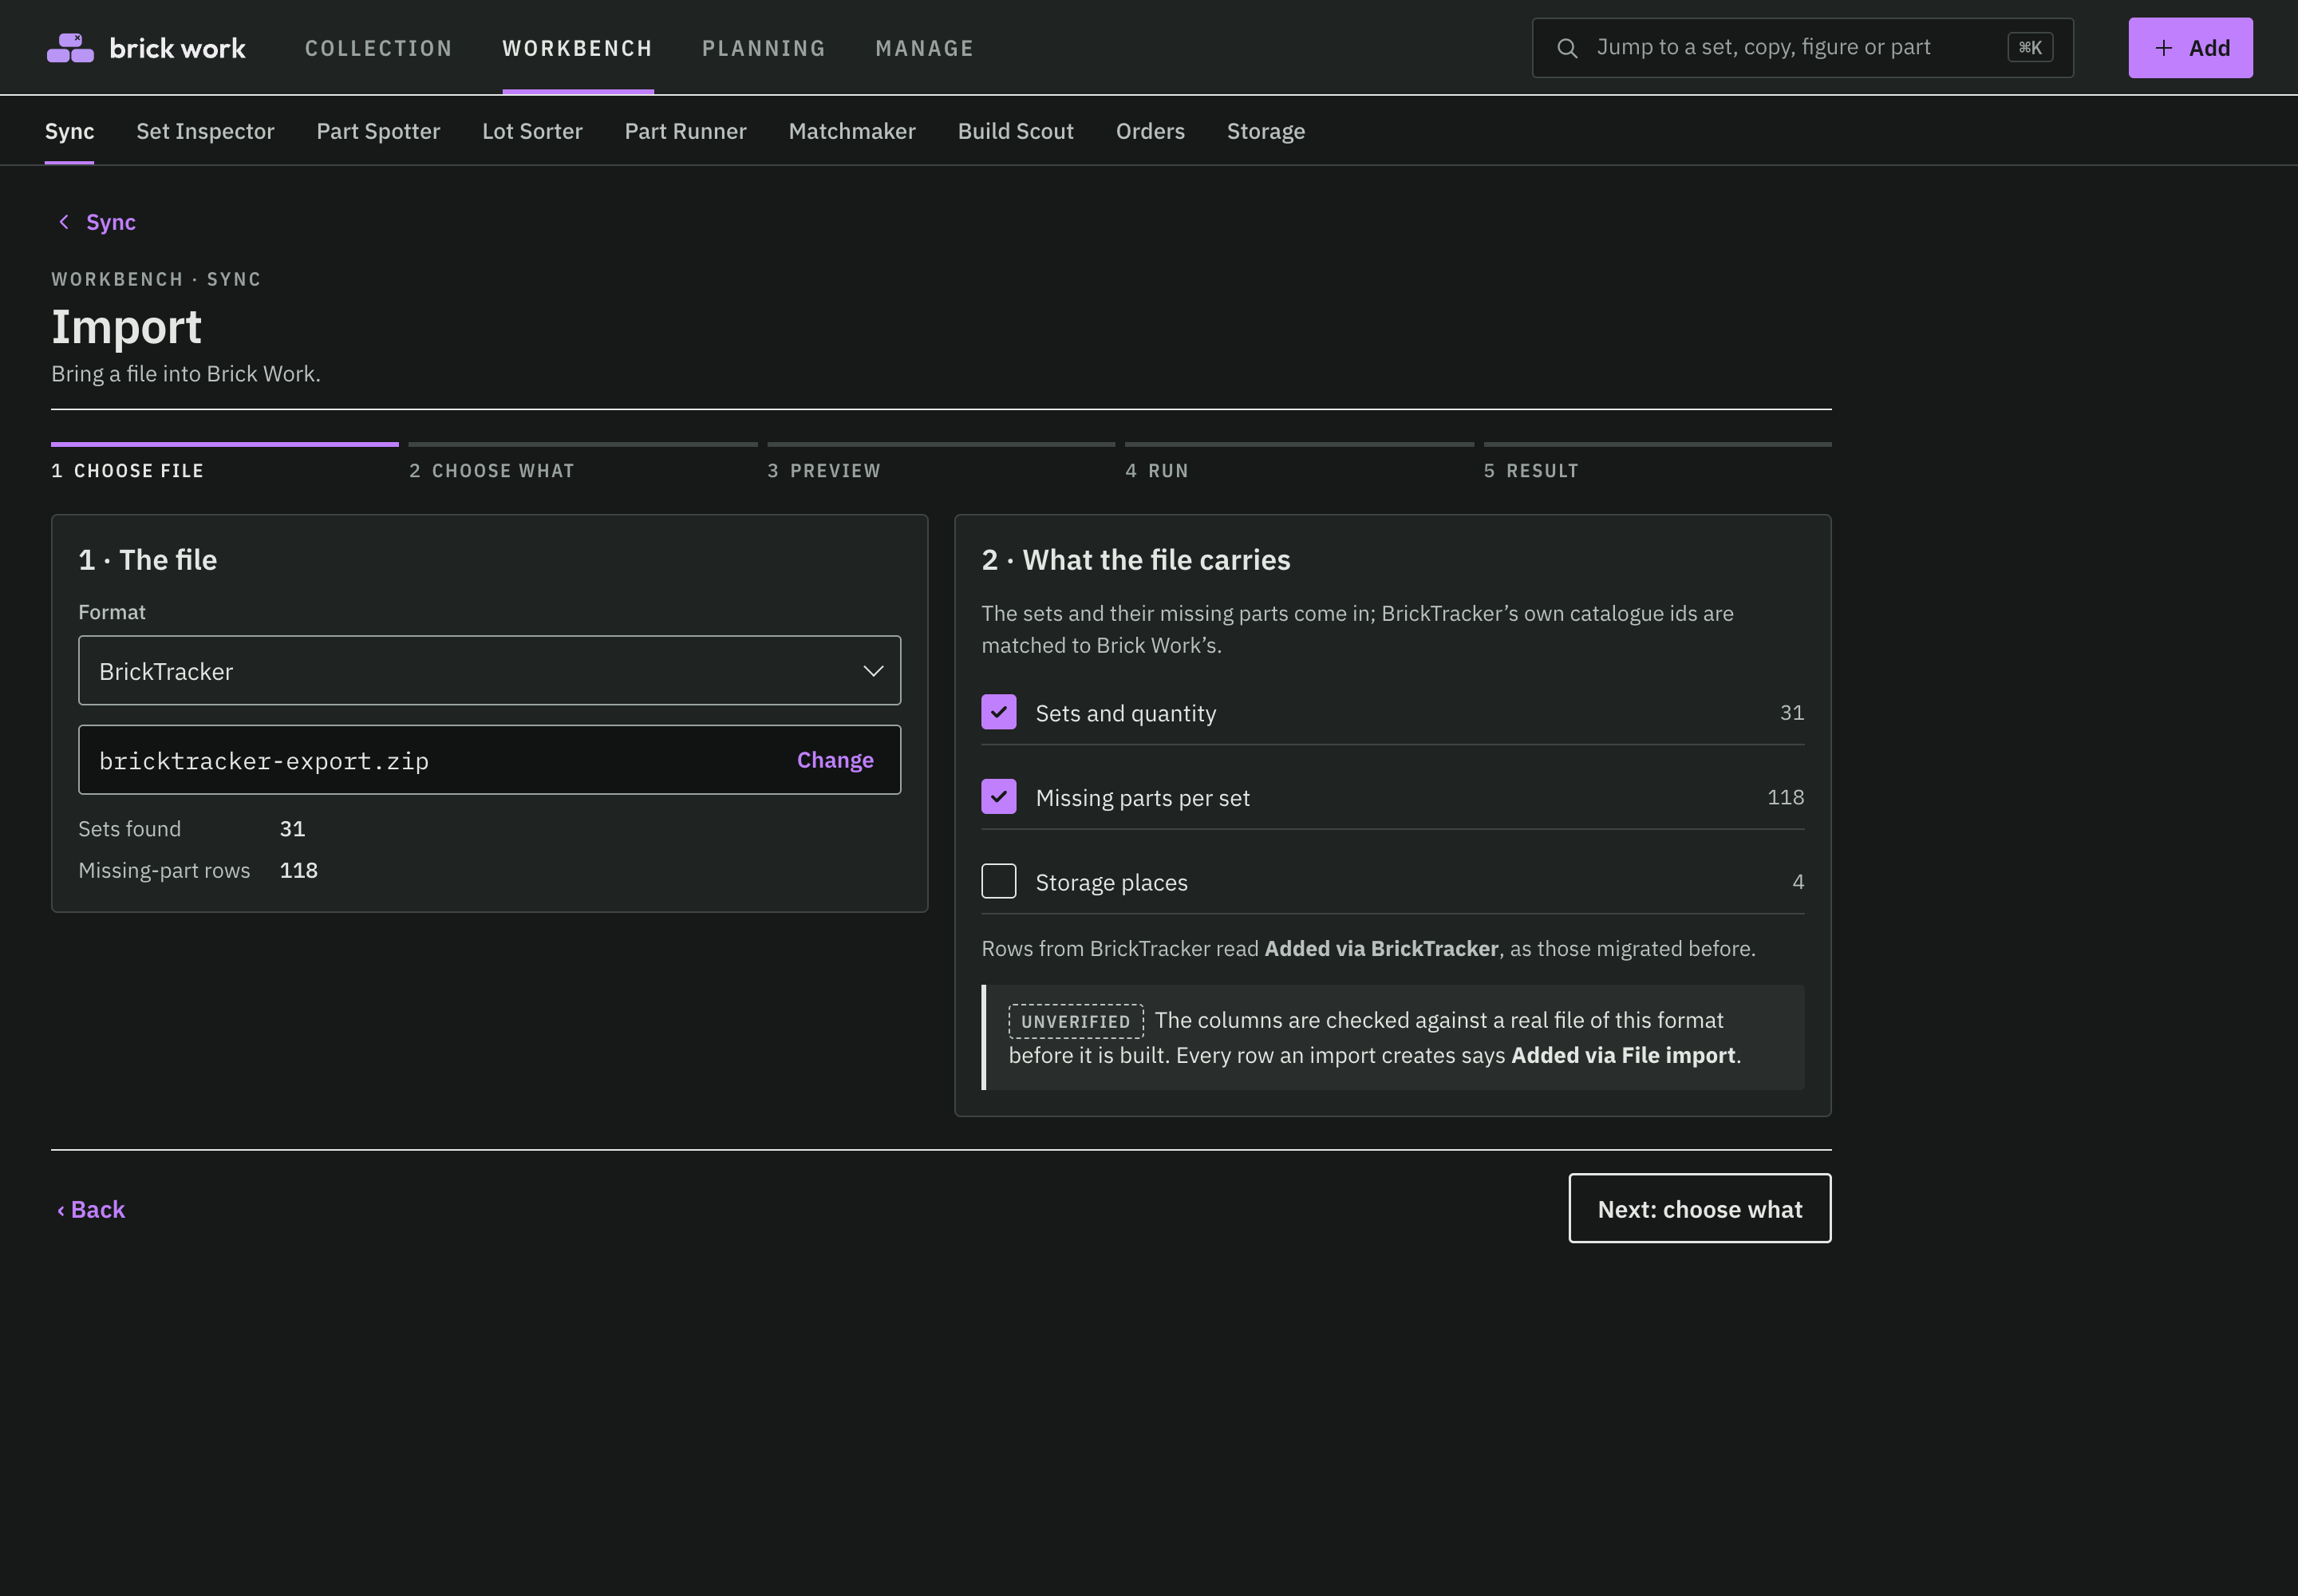 brick work
COLLECTION
WORKBENCH
PLANNING
MANAGE
Jump to a set, copy, figure or part
⌘K
+ Add
Sync
Set Inspector
Part Spotter
Lot Sorter
Part Runner
Matchmaker
Build Scout
Orders
Storage
‹ Sync
WORKBENCH · SYNC
Import
Bring a file into Brick Work.
1 CHOOSE FILE
2 CHOOSE WHAT
3 PREVIEW
4 RUN
5 RESULT
1 · The file
Format
BrickTracker
bricktracker-export.zip
Change
Sets found 31
Missing-part rows 118
2 · What the file carries
The sets and their missing parts come in; BrickTracker’s own catalogue ids are
matched to Brick Work’s.
Sets and quantity 31
Missing parts per set 118
Storage places 4
Rows from BrickTracker read Added via BrickTracker, as those migrated before.
UNVERIFIED The columns are checked against a real file of this format
before it is built. Every row an import creates says Added via File import.
‹ Back
Next: choose what